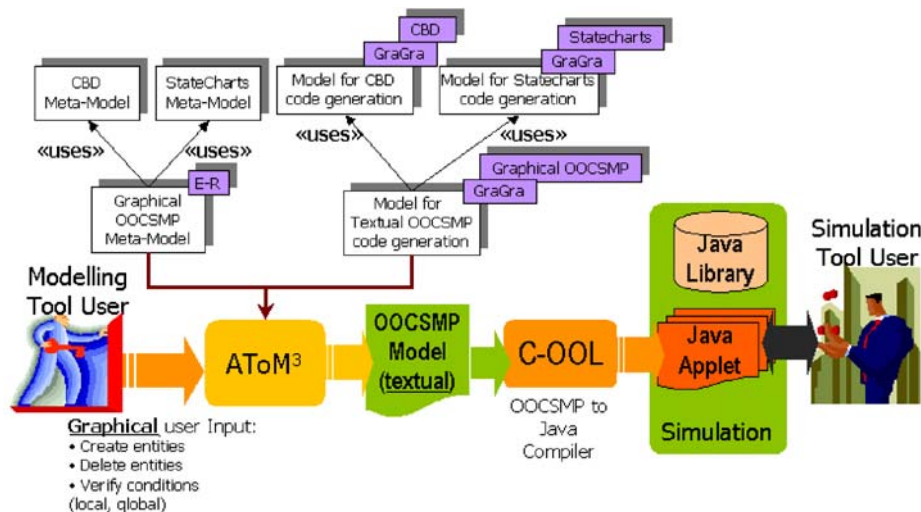 CBD
GraGra
Statecharts
GraGra
CBD
Meta-Model
StateCharts
Meta-Model
Model for CBD
code generation
Model for Statecharts
code generation
«uses»
«uses»
«uses»
«uses»
E-R
Graphical
OOCSMP
Meta-Model
Graphical OOCSMP
GraGra
Model for
Textual OOCSMP
code generation
Modelling
Tool User
Simulation
Tool User
Java
Library
AToM³
OOCSMP
Model
(textual)
C-OOL
Java
Applet
OOCSMP to
Java
Compiler
Simulation
Graphical user Input:
• Create entities
• Delete entities
• Verify conditions
(local, global)